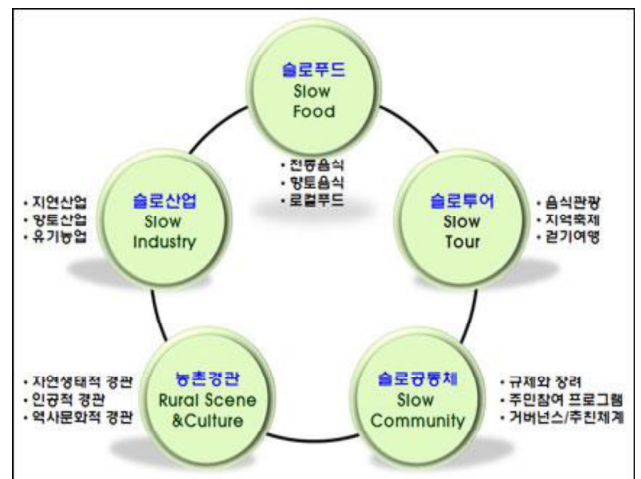 슬로푸드
Slow
Food
• 전통음식
• 향토음식
• 로컬푸드
• 지연산업
• 향토산업
• 유기농업
슬로산업
Slow
Industry
슬로투어
Slow
Tour
• 음식관광
• 지역축제
• 걷기여행
• 자연생태적 경관
• 인공적 경관
• 역사문화적 경관
농촌경관
Rural Scene
&Culture
슬로공동체
Slow
Community
• 규제와 장려
• 주민참여 프로그램
• 거버넌스/추진체계